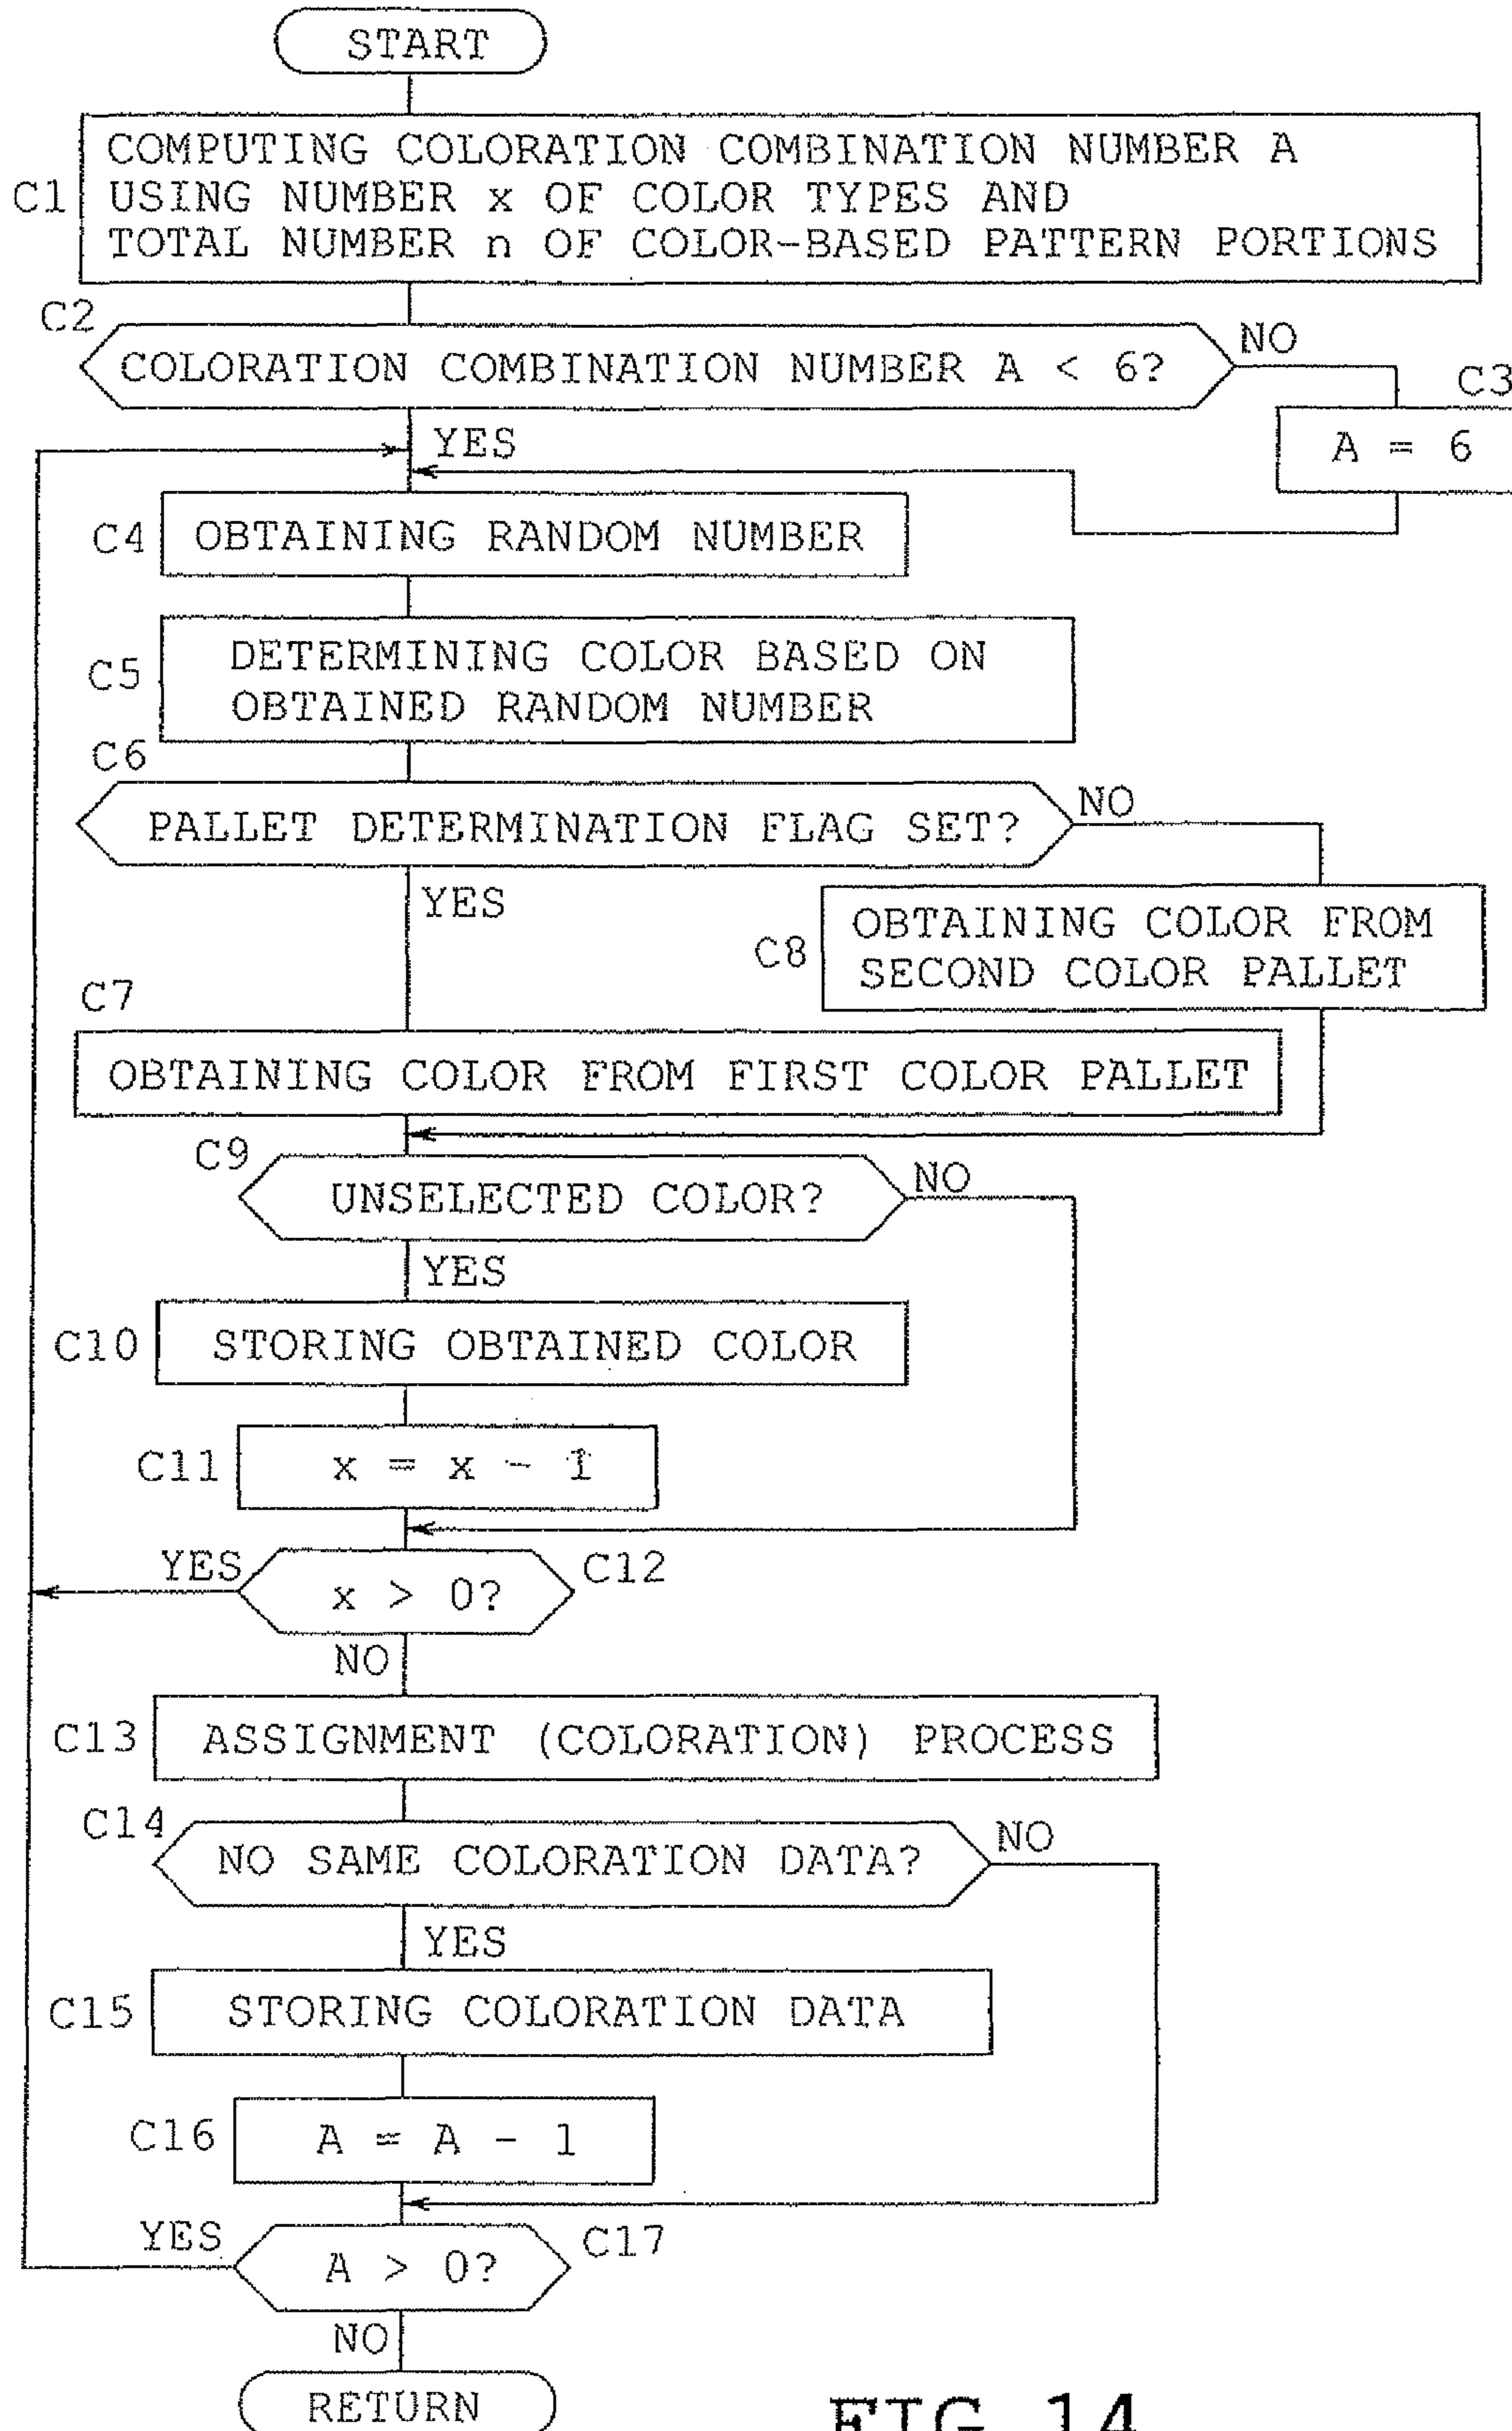 START
C1
COMPUTING COLORATION COMBINATION NUMBER A
USING NUMBER x OF COLOR TYPES AND
TOTAL NUMBER n OF COLOR-BASED PATTERN PORTIONS
C2
COLORATION COMBINATION NUMBER A < 6?
NO
C3
A = 6
YES
C4
OBTAINING RANDOM NUMBER
C5
DETERMINING COLOR BASED ON
OBTAINED RANDOM NUMBER
C6
PALLET DETERMINATION FLAG SET?
NO
YES
C8
OBTAINING COLOR FROM
SECOND COLOR PALLET
C7
OBTAINING COLOR FROM FIRST COLOR PALLET
C9
UNSELECTED COLOR?
NO
YES
C10
STORING OBTAINED COLOR
C11
x = x - 1
YES
x > 0?
C12
NO
C13
ASSIGNMENT (COLORATION) PROCESS
C14
NO SAME COLORATION DATA?
NO
YES
C15
STORING COLORATION DATA
C16
A = A - 1
YES
A > 0?
C17
NO
RETURN
FIG. 14